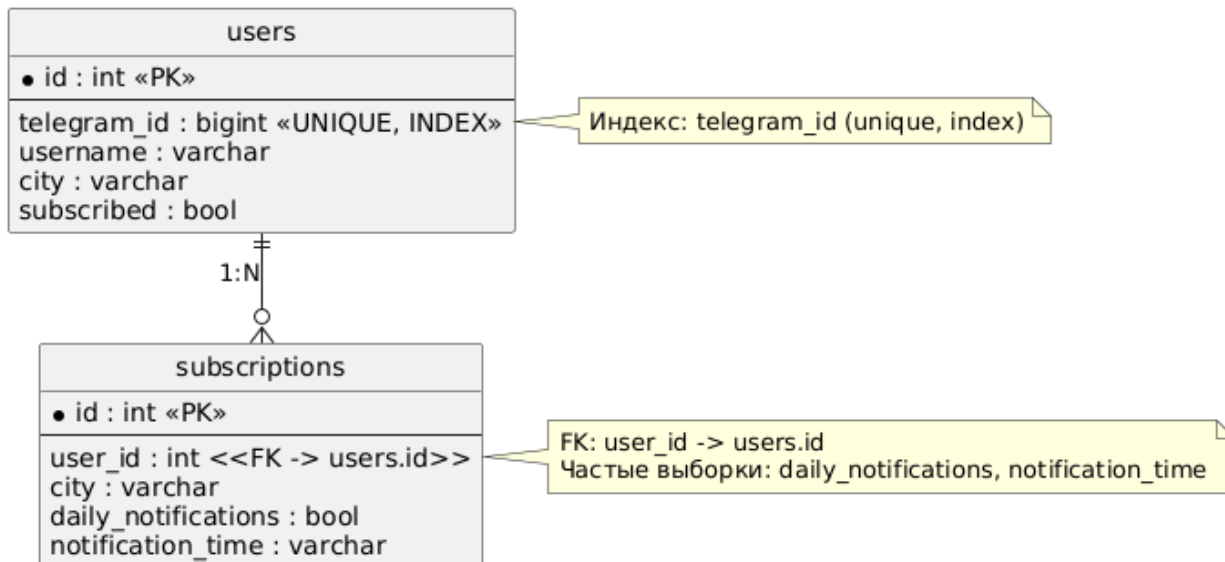 users
id : int «PK»
telegram_id : bigint «UNIQUE, INDEX»
username : varchar
city : varchar
subscribed : bool
Индекс: telegram_id (unique, index)
1:N
subscriptions
id : int «PK»
user_id : int <<FK -> users.id>>
city : varchar
daily_notifications : bool
notification_time : varchar
FK: user_id -> users.id
Частые выборки: daily_notifications, notification_time